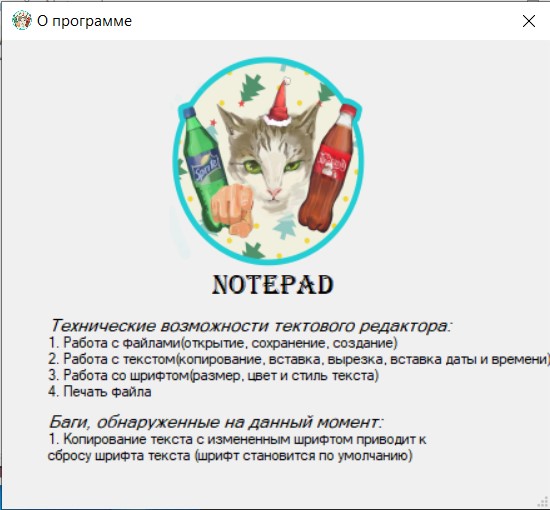 О программе
Sprite
NOTEPAD
Технические возможности тектового редактора:
1. Работа с файлами(открытие, сохранение, создание)
2. Работа с текстом(копирование, вставка, вырезка, вставка даты и времени)
3. Работа со шрифтом(размер, цвет и стиль текста)
4. Печать файла
Баги, обнаруженные на данный момент:
1. Копирование текста с измененным шрифтом приводит к
сбросу шрифта текста (шрифт становится по умолчанию)